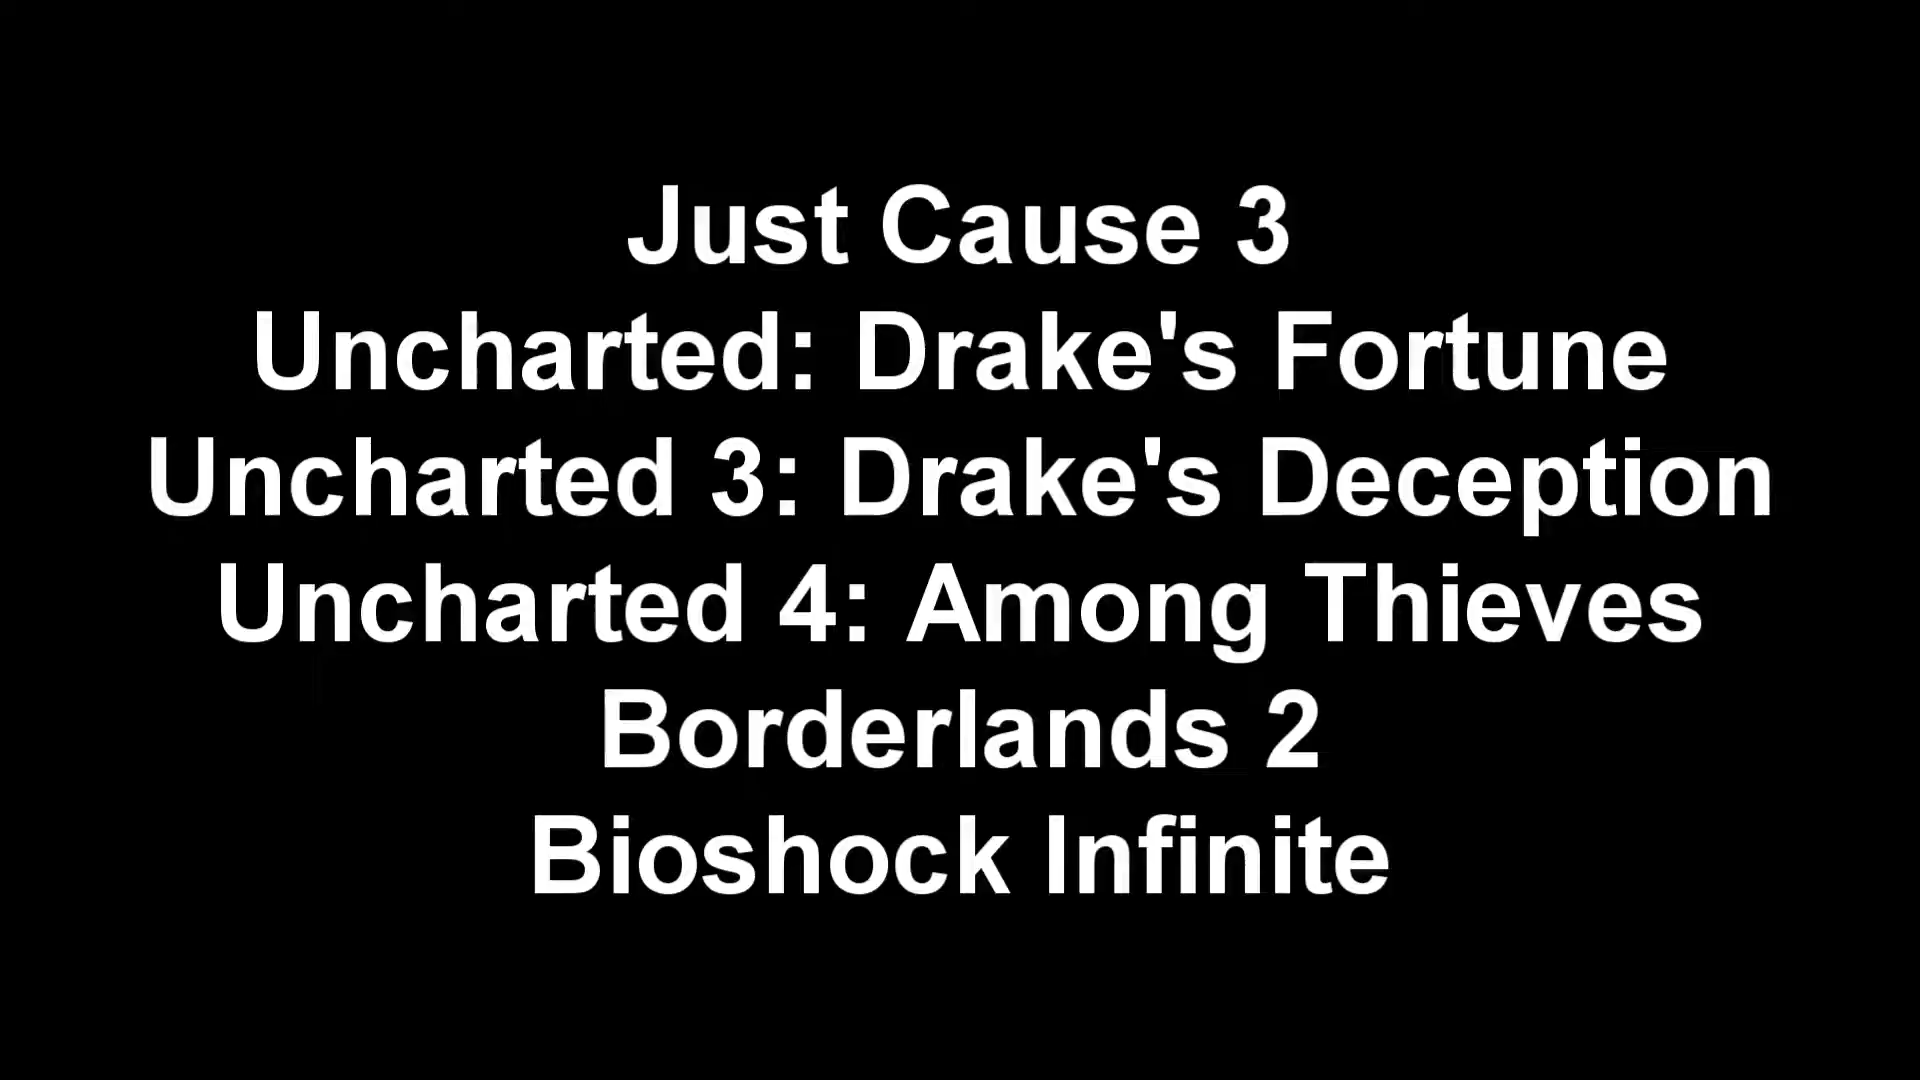 Just Cause 3
Uncharted: Drake's Fortune
Uncharted 3: Drake's Deception
Uncharted 4: Among Thieves
Borderlands 2
Bioshock Infinite